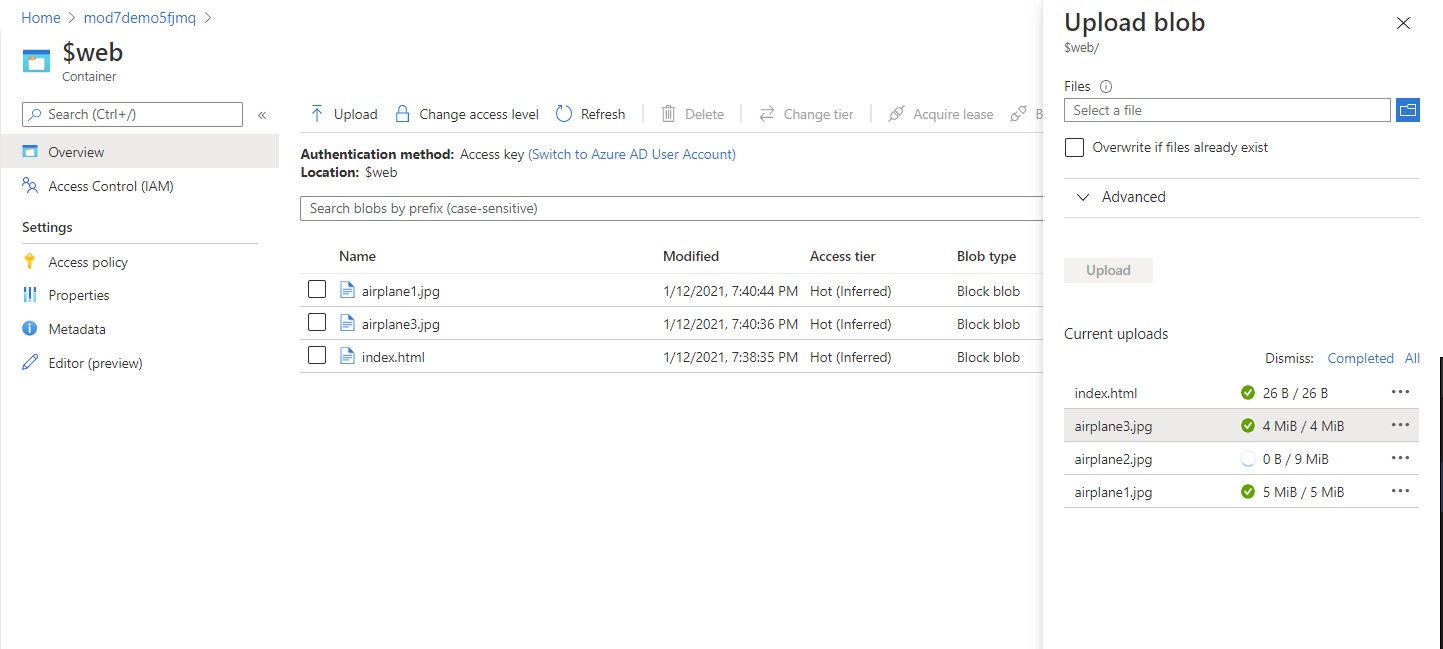 Home > mod7demo5fjmq >
$web
Container
Search (Ctrl+/)
«
Overview
Access Control (IAM)
Settings
Access policy
Properties
Metadata
Editor (preview)
Upload Change access level Refresh Delete Change tier Acquire lease B
Authentication method: Access key (Switch to Azure AD User Account)
Location: $web
Search blobs by prefix (case-sensitive)
Name Modified Access tier Blob type
airplane1.jpg 1/12/2021, 7:40:44 PM Hot (Inferred) Block blob
airplane3.jpg 1/12/2021, 7:40:36 PM Hot (Inferred) Block blob
index.html 1/12/2021, 7:38:35 PM Hot (Inferred) Block blob
Upload blob
$web/
Files
Select a file
Overwrite if files already exist
Advanced
Upload
Current uploads
Dismiss: Completed All
index.html 26 B / 26 B
airplane3.jpg 4 MiB / 4 MiB
airplane2.jpg 0 B / 9 MiB
airplane1.jpg 5 MiB / 5 MiB